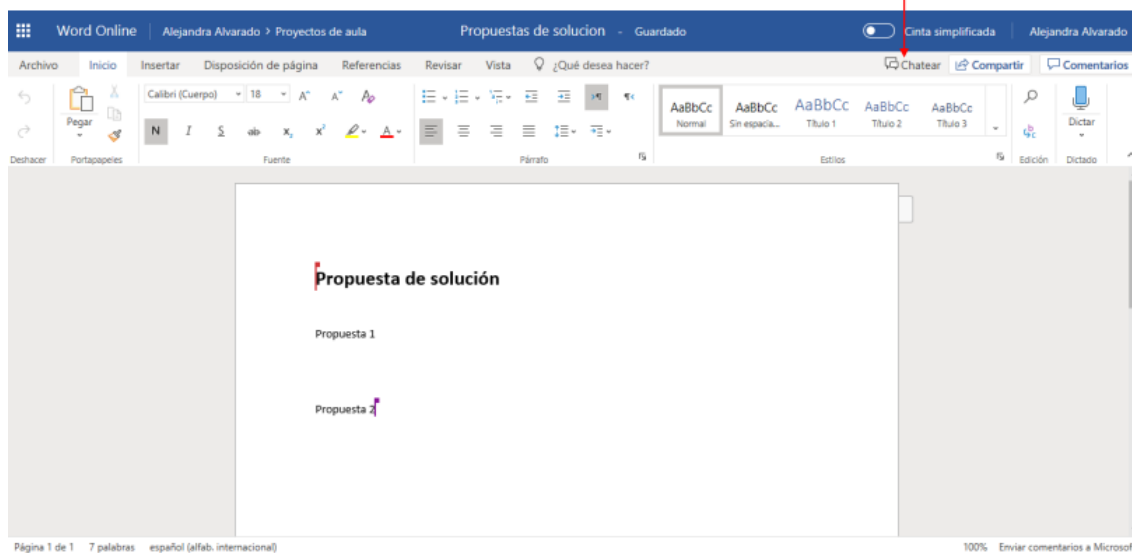 Word Online Alejandra Alvarado > Proyectos de aula Propuestas de solucion - Guardado Cinta simplificada Alejandra Alvarado
Archivo Inicio Insertar Disposición de página Referencias Revisar Vista ¿Qué desea hacer? Chatear Compartir Comentarios
Calibri (Cuerpo) 18 A^ A˅ A
AaBbCc AaBbCc AaBbCc AaBbCc AaBbCc
Pegar Normal Sin espacia... Título 1 Título 2 Título 3 Dictar
N I S ab x₂ x² A
Deshacer Portapapeles Fuente Párrafo Estilos Edición Dictado
Propuesta de solución
Propuesta 1
Propuesta 2
Página 1 de 1 7 palabras español (alfab. internacional) 100% Enviar comentarios a Microsof